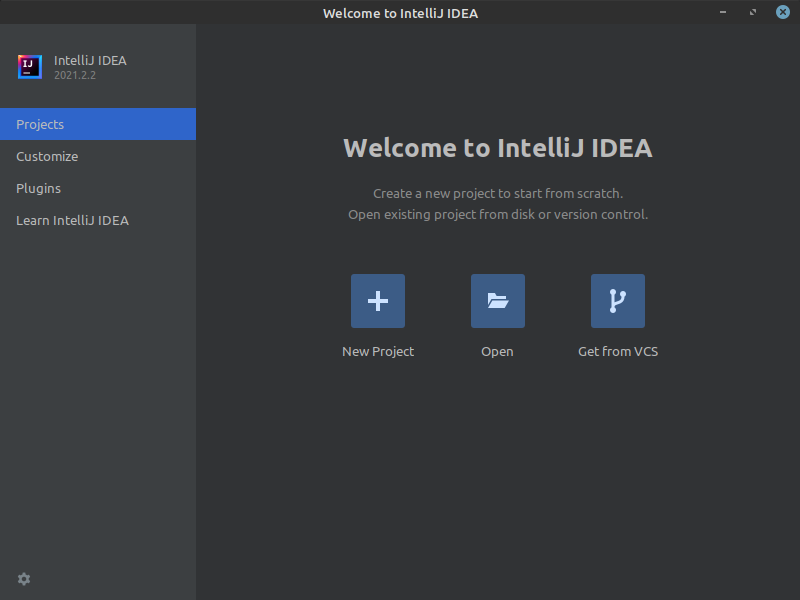 Welcome to IntelliJ IDEA
IJ
IntelliJ IDEA
2021.2.2
Projects
Customize
Plugins
Learn IntelliJ IDEA
Welcome to IntelliJ IDEA
Create a new project to start from scratch.
Open existing project from disk or version control.
New Project
Open
Get from VCS